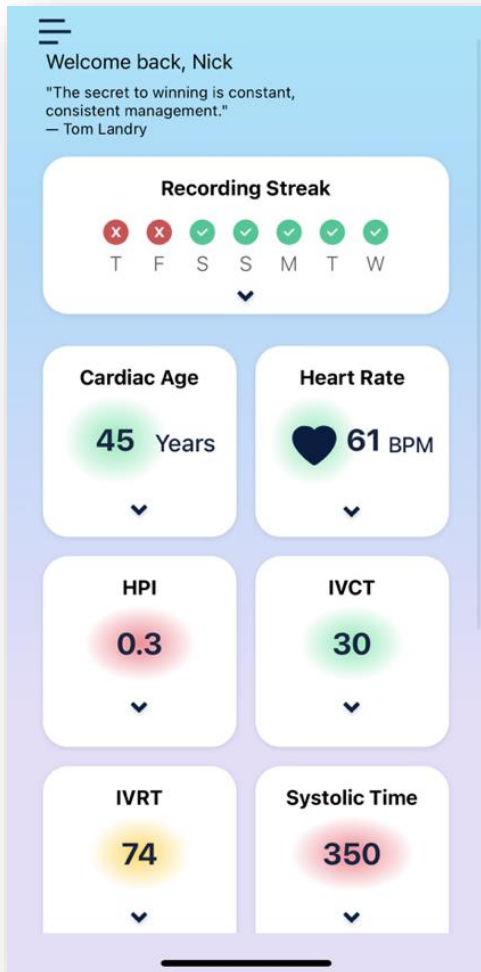 Welcome back, Nick
"The secret to winning is constant,
consistent management."
— Tom Landry
Recording Streak
X X
T F S S M T W
Cardiac Age
45 Years
Heart Rate
61 BPM
HPI
0.3
IVCT
30
IVRT
74
Systolic Time
350